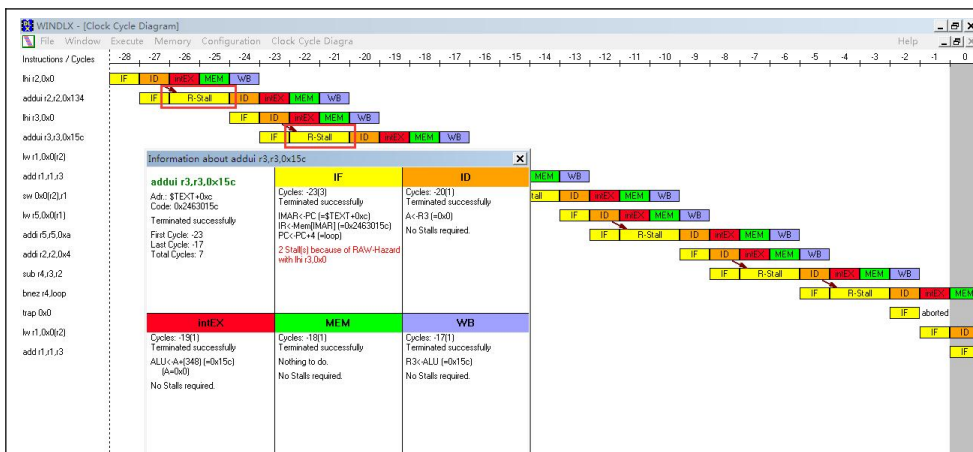 WINDLX - [Clock Cycle Diagram]
File Window Execute Memory Configuration Clock Cycle Diagra Help
Instructions / Cycles -28 -27 -26 -25 -24 -23 -22 -21 -20 -19 -18 -17 -16 -15 -14 -13 -12 -11 -10 -9 -8 -7 -6 -5 -4 -3 -2 -1 0
lhi r2,0x0 IF ID intEX MEM WB
addui r2,r2,0x134 IF R-Stall ID intEX MEM WB
lhi r3,0x0 IF ID intEX MEM WB
addui r3,r3,0x15c IF R-Stall ID intEX MEM WB
lw r1,0x0(r2)
add r1,r1,r3 MEM WB
sw 0x0(r2),r1 tall ID intEX MEM WB
lw r5,0x0(r1) IF ID intEX MEM WB
addi r5,r5,0xa IF R-Stall ID intEX MEM WB
addi r2,r2,0x4 IF ID intEX MEM WB
sub r4,r3,r2 IF R-Stall ID intEX MEM WB
bnez r4,loop IF R-Stall ID intEX MEM
trap 0x0 IF aborted
lw r1,0x0(r2) IF ID
add r1,r1,r3 IF
Information about addui r3,r3,0x15c
addui r3,r3,0x15c
Adr.: $TEXT+0xc
Code: 0x2463015c
Terminated successfully
First Cycle: -23
Last Cycle: -17
Total Cycles: 7
IF
Cycles: -23(3)
Terminated successfully
IMAR<-PC (=$TEXT+0xc)
IR<-Mem[IMAR] (=0x2463015c)
PC<-PC+4 (=loop)
2 Stall(s) because of RAW-Hazard
with lhi r3,0x0
ID
Cycles: -20(1)
Terminated successfully
A<-R3 (=0x0)
No Stalls required.
intEX
Cycles: -19(1)
Terminated successfully
ALU<-A+(348) (=0x15c)
(A=0x0)
No Stalls required.
MEM
Cycles: -18(1)
Terminated successfully
Nothing to do.
No Stalls required.
WB
Cycles: -17(1)
Terminated successfully
R3<-ALU (=0x15c)
No Stalls required.